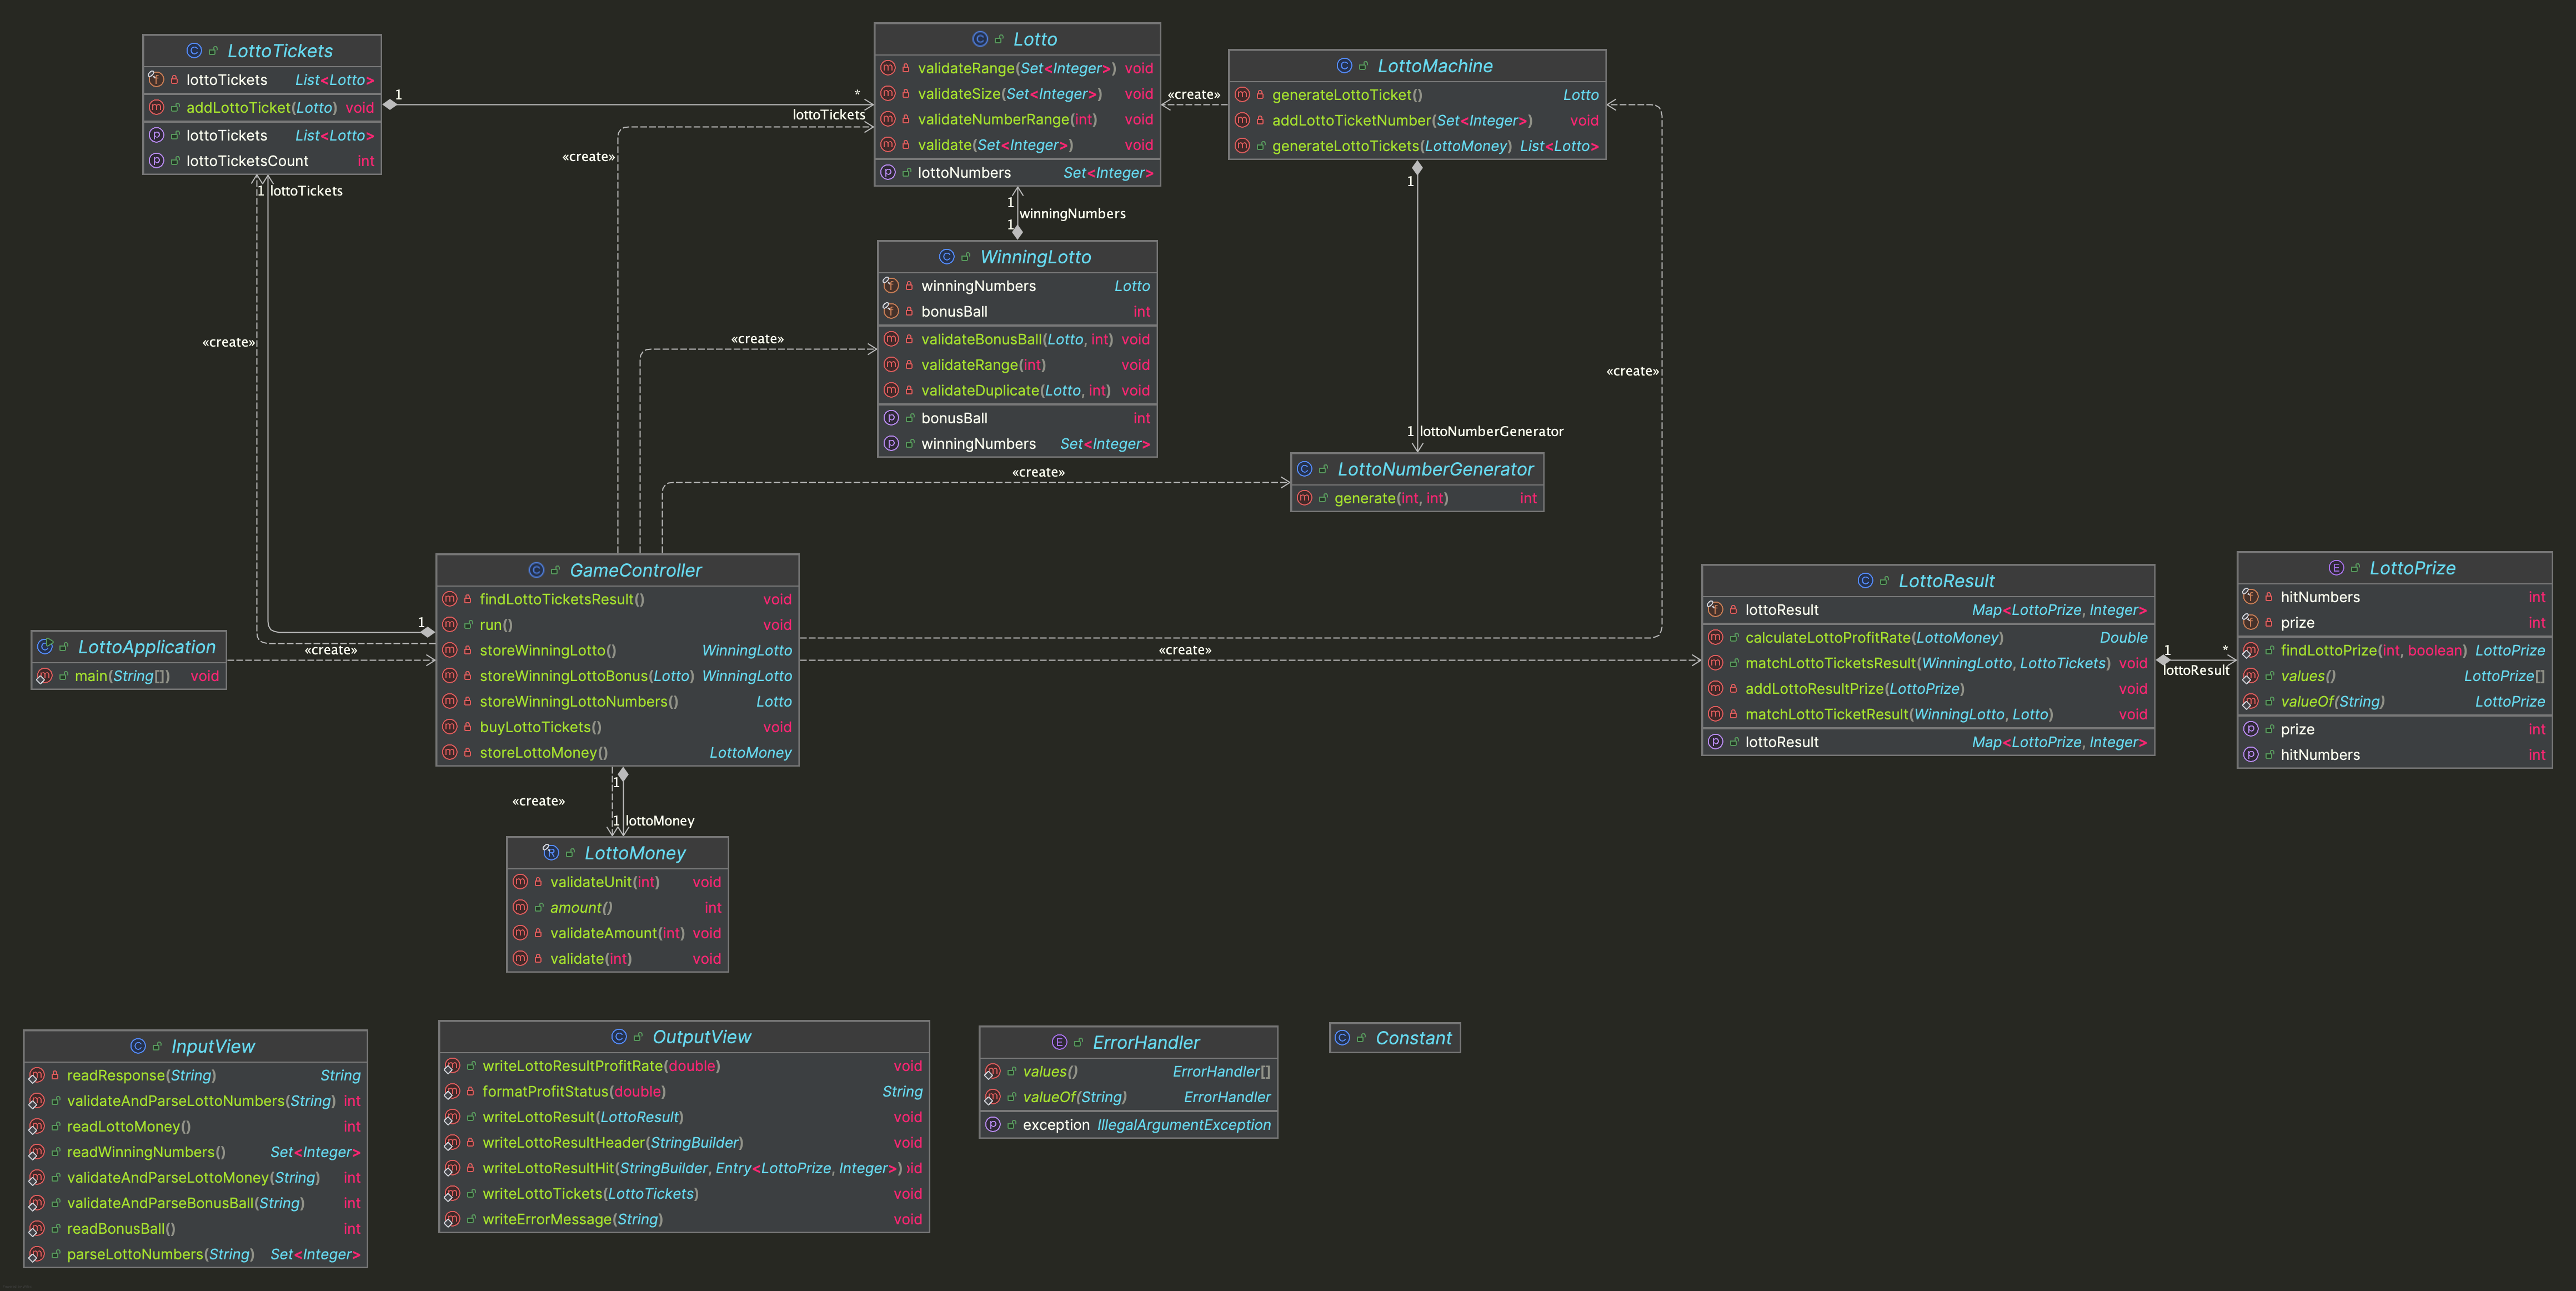 LottoTickets
lottoTickets List<Lotto>
addLottoTicket(Lotto) void
lottoTickets List<Lotto>
lottoTicketsCount int
1
*
lottoTickets
Lotto
validateRange(Set<Integer>) void
validateSize(Set<Integer>) void
validateNumberRange(int) void
validate(Set<Integer>) void
lottoNumbers Set<Integer>
«create»
LottoMachine
generateLottoTicket() Lotto
addLottoTicketNumber(Set<Integer>) void
generateLottoTickets(LottoMoney) List<Lotto>
«create»
1 lottoTickets
1
winningNumbers
1
1
WinningLotto
winningNumbers Lotto
bonusBall int
validateBonusBall(Lotto, int) void
validateRange(int) void
validateDuplicate(Lotto, int) void
bonusBall int
winningNumbers Set<Integer>
«create»
«create»
«create»
1 lottoNumberGenerator
LottoNumberGenerator
generate(int, int) int
«create»
GameController
findLottoTicketsResult() void
run() void
storeWinningLotto() WinningLotto
storeWinningLottoBonus(Lotto) WinningLotto
storeWinningLottoNumbers() Lotto
buyLottoTickets() void
storeLottoMoney() LottoMoney
1
LottoApplication
main(String[]) void
«create»
«create»
LottoResult
lottoResult Map<LottoPrize, Integer>
calculateLottoProfitRate(LottoMoney) Double
matchLottoTicketsResult(WinningLotto, LottoTickets) void
addLottoResultPrize(LottoPrize) void
matchLottoTicketResult(WinningLotto, Lotto) void
lottoResult Map<LottoPrize, Integer>
1
*
lottoResult
LottoPrize
hitNumbers int
prize int
findLottoPrize(int, boolean) LottoPrize
values() LottoPrize[]
valueOf(String) LottoPrize
prize int
hitNumbers int
1
«create»
1 lottoMoney
LottoMoney
validateUnit(int) void
amount() int
validateAmount(int) void
validate(int) void
InputView
readResponse(String) String
validateAndParseLottoNumbers(String) int
readLottoMoney() int
readWinningNumbers() Set<Integer>
validateAndParseLottoMoney(String) int
validateAndParseBonusBall(String) int
readBonusBall() int
parseLottoNumbers(String) Set<Integer>
OutputView
writeLottoResultProfitRate(double) void
formatProfitStatus(double) String
writeLottoResult(LottoResult) void
writeLottoResultHeader(StringBuilder) void
writeLottoResultHit(StringBuilder, Entry<LottoPrize, Integer>)
writeLottoTickets(LottoTickets) void
writeErrorMessage(String) void
ErrorHandler
values() ErrorHandler[]
valueOf(String) ErrorHandler
exception IllegalArgumentException
Constant